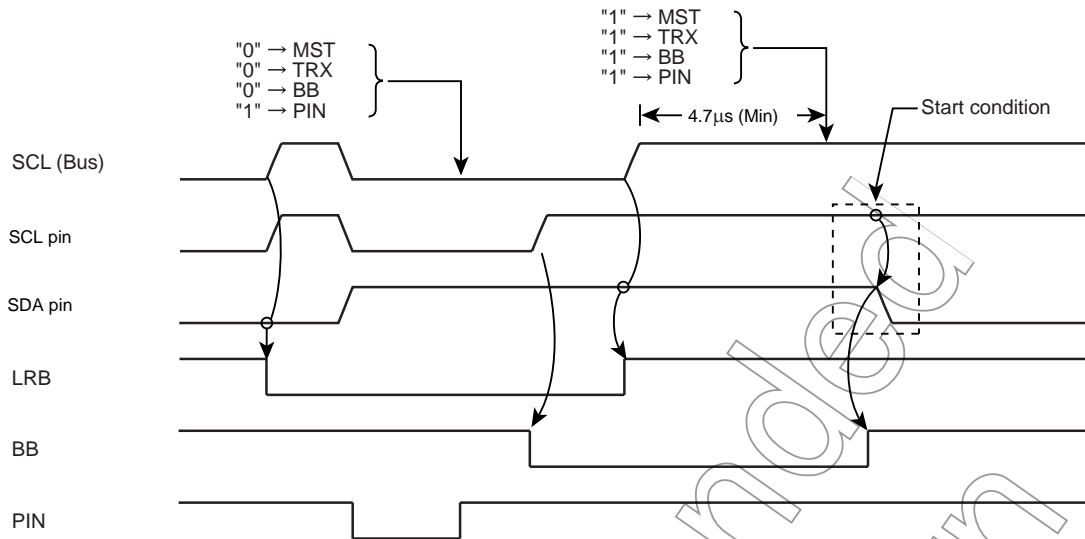 "0" → MST
"0" → TRX
"0" → BB
"1" → PIN
"1" → MST
"1" → TRX
"1" → BB
"1" → PIN
4.7μs (Min)
Start condition
SCL (Bus)
SCL pin
SDA pin
LRB
BB
PIN